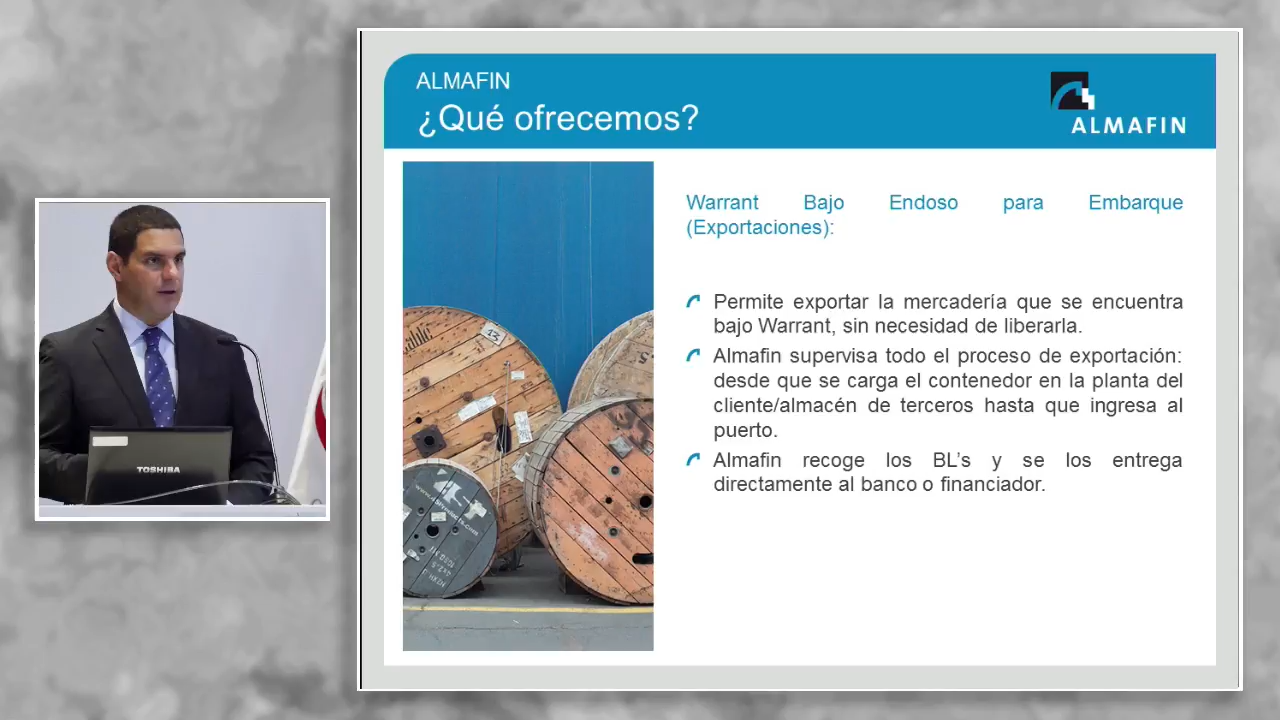 ALMAFIN
¿Qué ofrecemos?
ALMAFIN
Warrant Bajo Endoso para Embarque
(Exportaciones):
Permite exportar la mercadería que se encuentra
bajo Warrant, sin necesidad de liberarla.
Almafin supervisa todo el proceso de exportación:
desde que se carga el contenedor en la planta del
cliente/almacén de terceros hasta que ingresa al
puerto.
Almafin recoge los BL’s y se los entrega
directamente al banco o financiador.
TOSHIBA
13